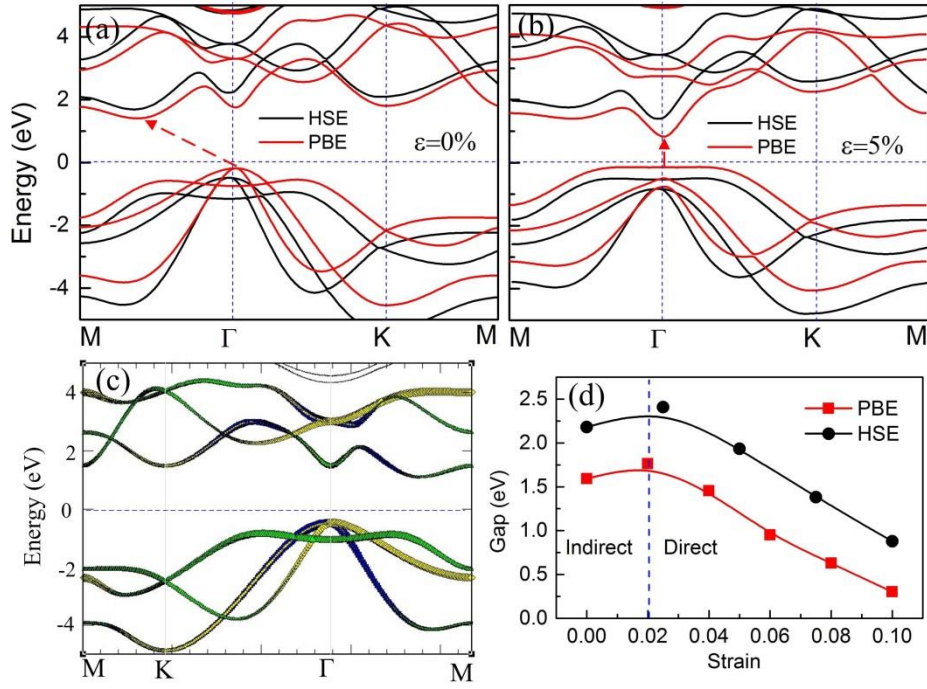 (a)
4
2
0
-2
-4
Energy (eV)
HSE
PBE
ε=0%
M Γ K M
(b)
HSE
PBE
ε=5%
M Γ K M
(c)
4
2
0
-2
-4
Energy (eV)
M K Γ M
(d)
2.5
2.0
1.5
1.0
0.5
0.0
Gap (eV)
PBE
HSE
Indirect Direct
0.00 0.02 0.04 0.06 0.08 0.10
Strain